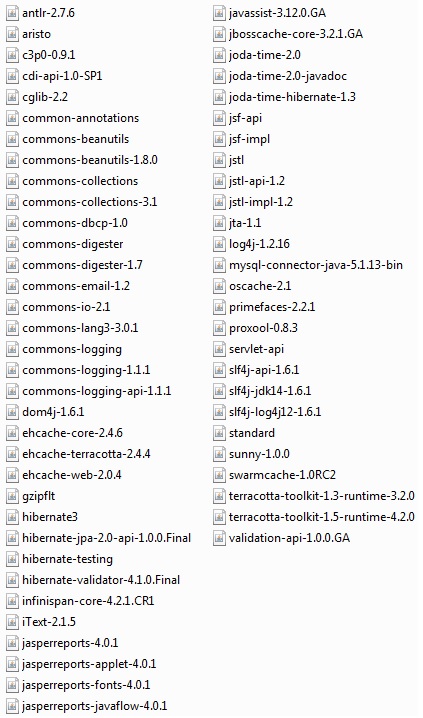 antlr-2.7.6
aristo
c3p0-0.9.1
cdi-api-1.0-SP1
cglib-2.2
common-annotations
commons-beanutils
commons-beanutils-1.8.0
commons-collections
commons-collections-3.1
commons-dbcp-1.0
commons-digester
commons-digester-1.7
commons-email-1.2
commons-io-2.1
commons-lang3-3.0.1
commons-logging
commons-logging-1.1.1
commons-logging-api-1.1.1
dom4j-1.6.1
ehcache-core-2.4.6
ehcache-terracotta-2.4.4
ehcache-web-2.0.4
gzipflt
hibernate3
hibernate-jpa-2.0-api-1.0.0.Final
hibernate-testing
hibernate-validator-4.1.0.Final
infinispan-core-4.2.1.CR1
iText-2.1.5
jasperreports-4.0.1
jasperreports-applet-4.0.1
jasperreports-fonts-4.0.1
jasperreports-javaflow-4.0.1
javassist-3.12.0.GA
jbosscache-core-3.2.1.GA
joda-time-2.0
joda-time-2.0-javadoc
joda-time-hibernate-1.3
jsf-api
jsf-impl
jstl
jstl-api-1.2
jstl-impl-1.2
jta-1.1
log4j-1.2.16
mysql-connector-java-5.1.13-bin
oscache-2.1
primefaces-2.2.1
proxool-0.8.3
servlet-api
slf4j-api-1.6.1
slf4j-jdk14-1.6.1
slf4j-log4j12-1.6.1
standard
sunny-1.0.0
swarmcache-1.0RC2
terracotta-toolkit-1.3-runtime-3.2.0
terracotta-toolkit-1.5-runtime-4.2.0
validation-api-1.0.0.GA